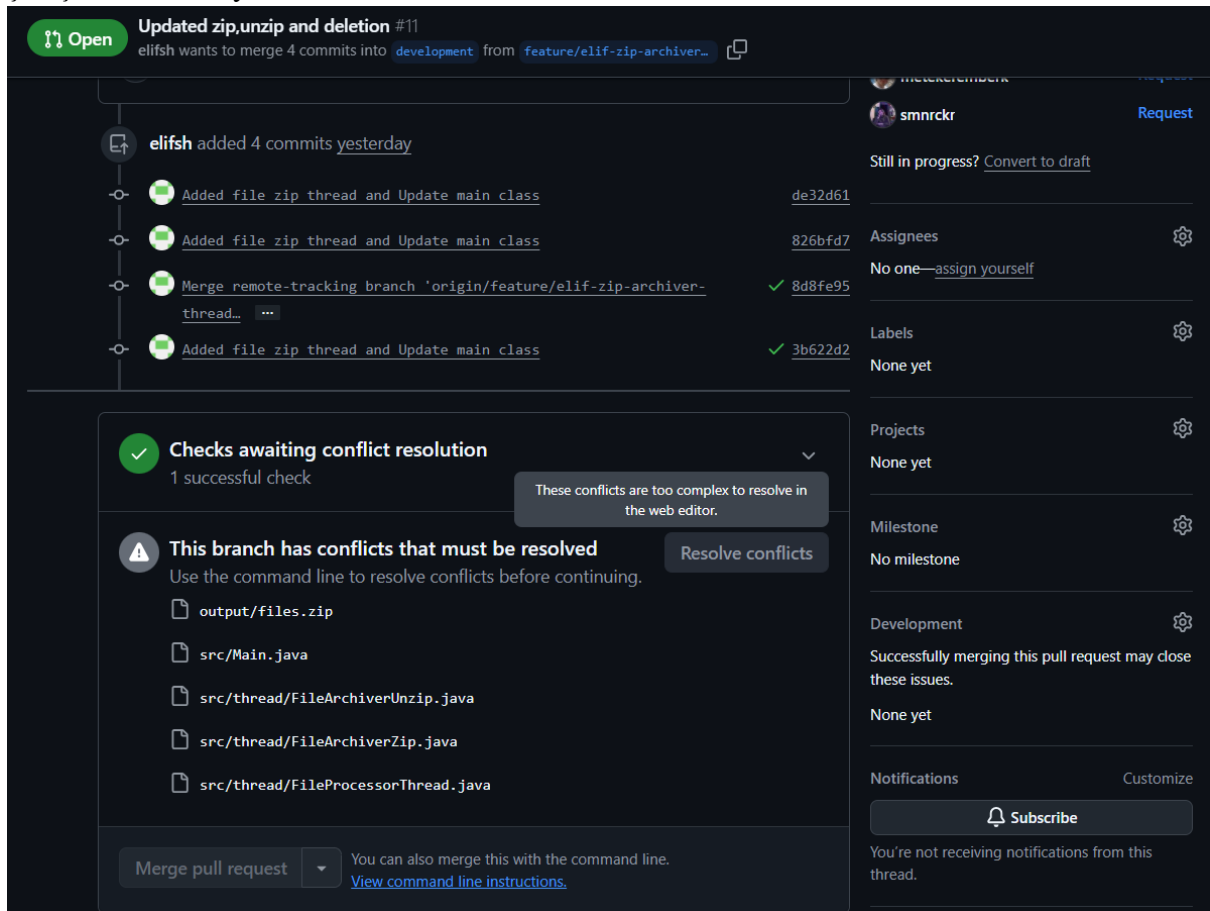 Open
Updated zip,unzip and deletion #11
elifsh wants to merge 4 commits into development from feature/elif-zip-archiver…
elifsh added 4 commits yesterday
Added file zip thread and Update main class de32d61
Added file zip thread and Update main class 826bfd7
Merge remote-tracking branch 'origin/feature/elif-zip-archiver- 8d8fe95
thread… ...
Added file zip thread and Update main class 3b622d2
Checks awaiting conflict resolution
1 successful check
These conflicts are too complex to resolve in
the web editor.
This branch has conflicts that must be resolved
Resolve conflicts
Use the command line to resolve conflicts before continuing.
output/files.zip
src/Main.java
src/thread/FileArchiverUnzip.java
src/thread/FileArchiverZip.java
src/thread/FileProcessorThread.java
Merge pull request
You can also merge this with the command line.
View command line instructions.
smnrckr Request
Still in progress? Convert to draft
Assignees
No one—assign yourself
Labels
None yet
Projects
None yet
Milestone
No milestone
Development
Successfully merging this pull request may close
these issues.
None yet
Notifications Customize
Subscribe
You're not receiving notifications from this
thread.